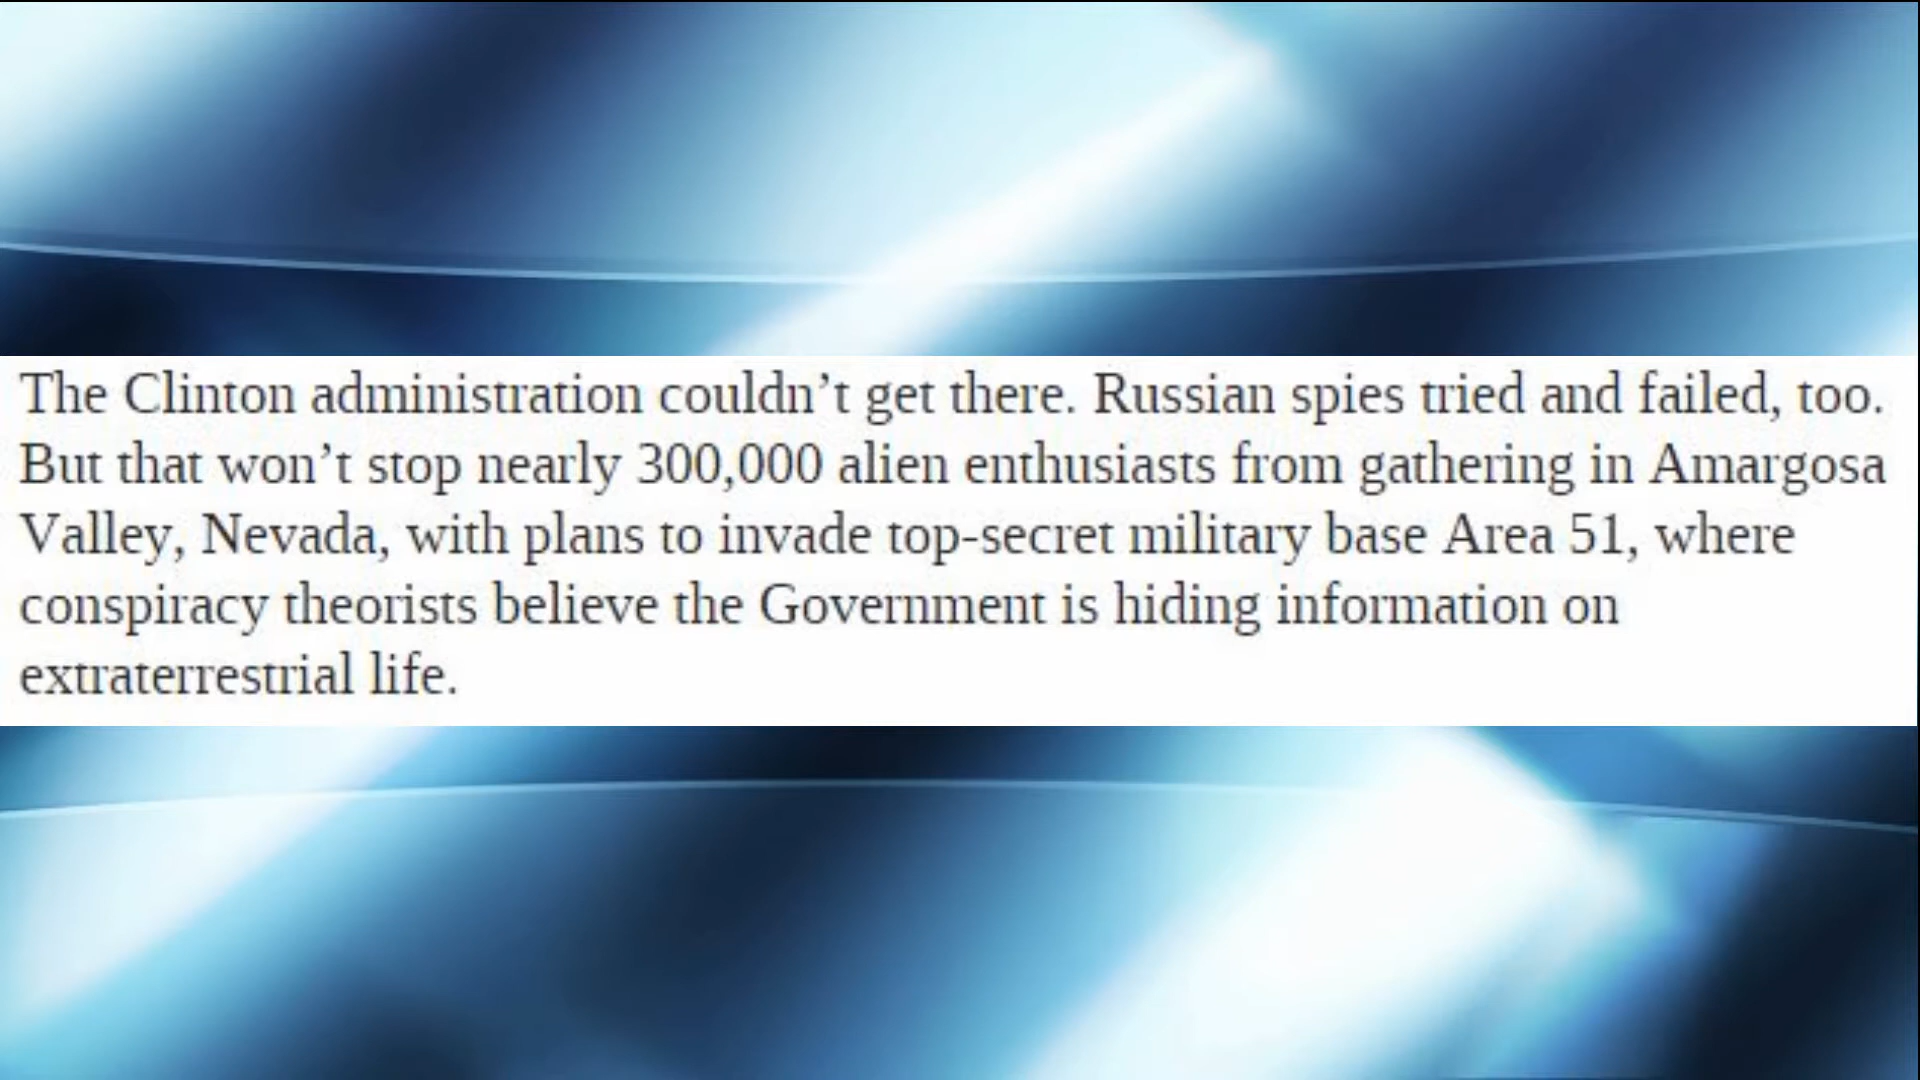 The Clinton administration couldn’t get there. Russian spies tried and failed, too.
But that won’t stop nearly 300,000 alien enthusiasts from gathering in Amargosa
Valley, Nevada, with plans to invade top-secret military base Area 51, where
conspiracy theorists believe the Government is hiding information on
extraterrestrial life.